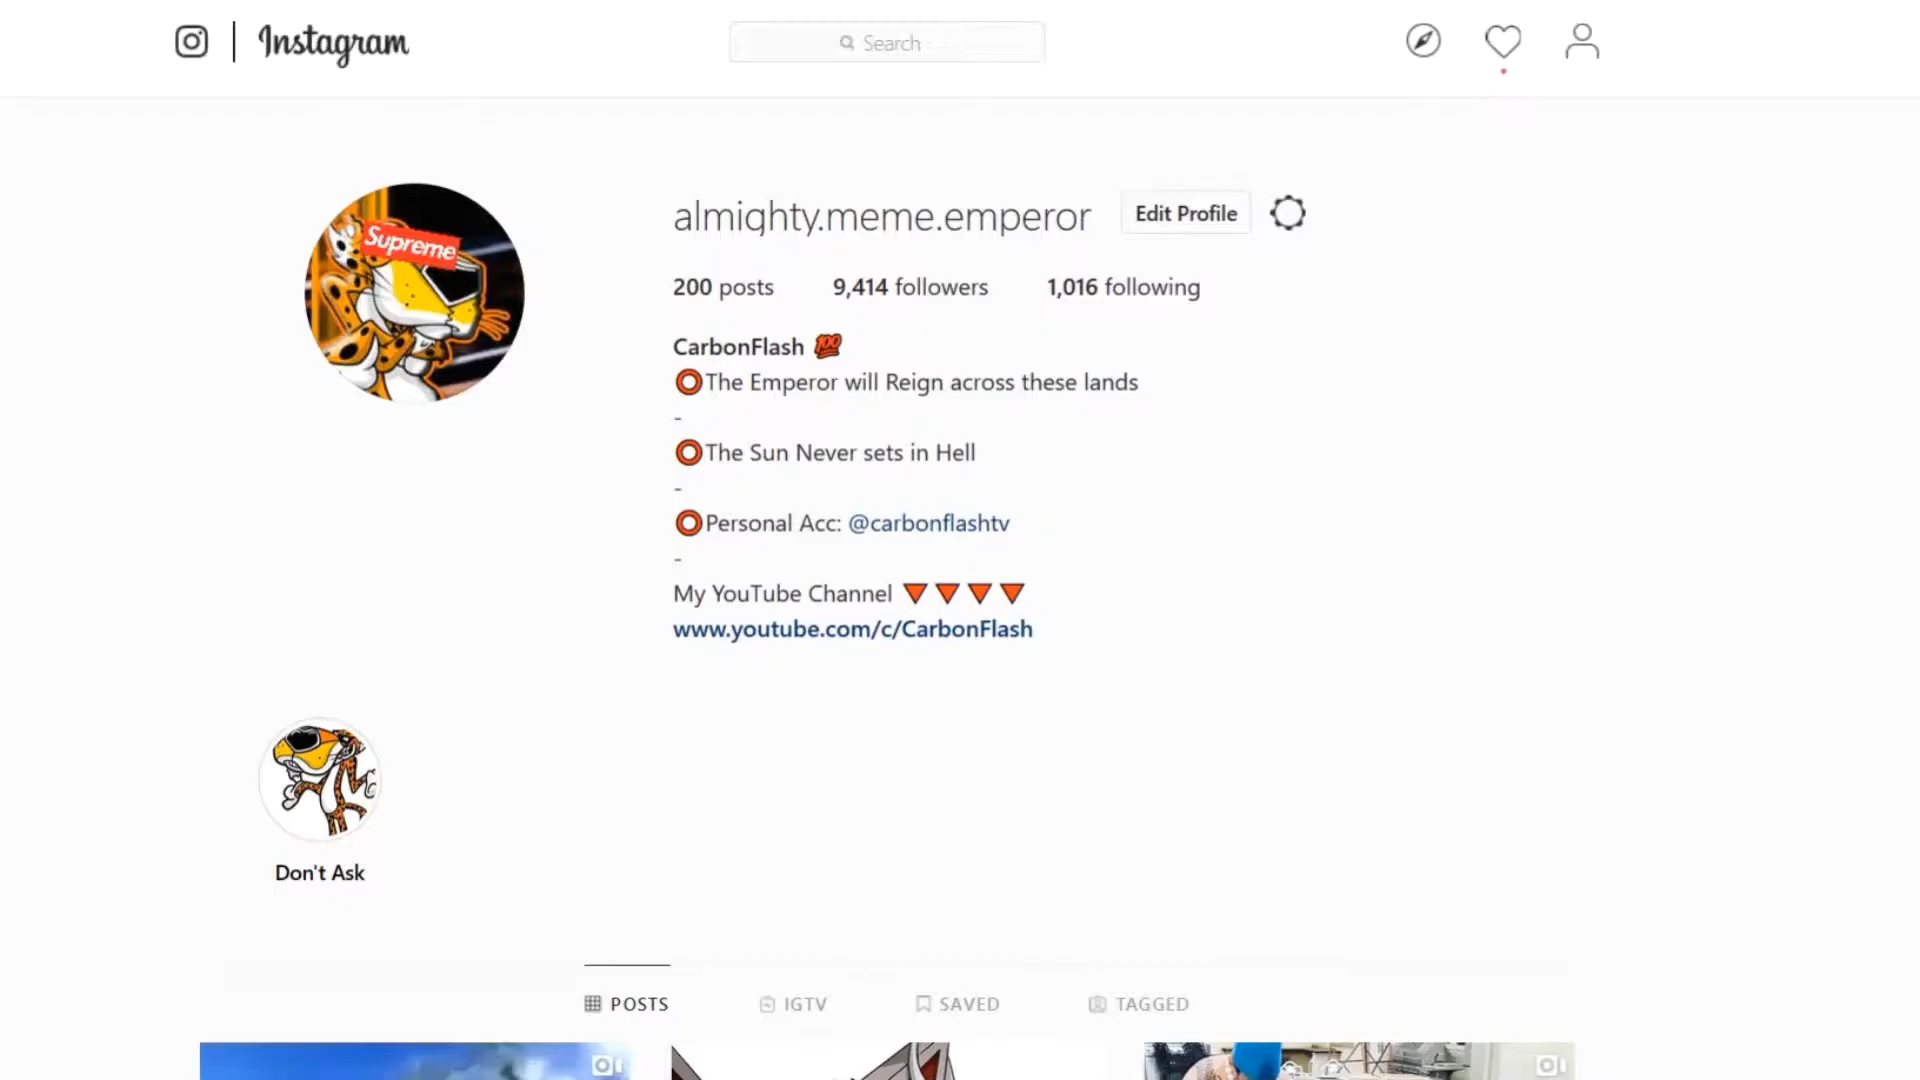 Instagram
Search
Supreme
almighty.meme.emperor
Edit Profile
200 posts 9,414 followers 1,016 following
CarbonFlash 💯
⭕The Emperor will Reign across these lands
-
⭕The Sun Never sets in Hell
-
⭕Personal Acc: @carbonflashtv
-
My YouTube Channel 🔻🔻🔻🔻
www.youtube.com/c/CarbonFlash
Don't Ask
POSTS IGTV SAVED TAGGED